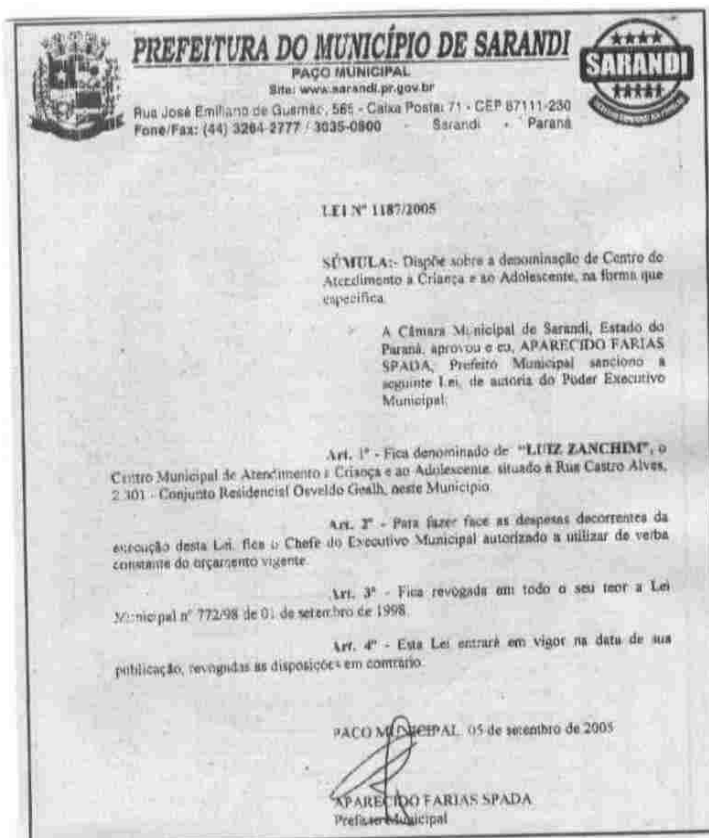 PREFEITURA DO MUNICÍPIO DE SARANDI
PAÇO MUNICIPAL
Site: www.sarandi.pr.gov.br
Rua José Emiliano de Gusmão, 565 - Caixa Postal 71 - CEP 87111-230
Fone/Fax: (44) 3264-2777 / 3035-0800 - Sarandi - Paraná
SARANDI
LEI Nº 1187/2005
SÚMULA:- Dispõe sobre a denominação de Centro de
Atendimento a Criança e ao Adolescente, na forma que
especifica.
A Câmara Municipal de Sarandi, Estado do
Paraná, aprovou e eu, APARECIDO FARIAS
SPADA, Prefeito Municipal sanciono a
seguinte Lei, de autoria do Poder Executivo
Municipal:
Art. 1º - Fica denominado de "LUIZ ZANCHIM", o
Centro Municipal de Atendimento a Criança e ao Adolescente, situado à Rua Castro Alves,
2.301 - Conjunto Residencial Osvaldo Gealh, neste Município.
Art. 2º - Para fazer face as despesas decorrentes da
execução desta Lei, fica o Chefe do Executivo Municipal autorizado a utilizar de verba
constante do orçamento vigente.
Art. 3º - Fica revogada em todo o seu teor a Lei
Municipal nº 772/98 de 01 de setembro de 1998.
Art. 4º - Esta Lei entrará em vigor na data de sua
publicação, revogadas as disposições em contrário.
PAÇO MUNICIPAL, 05 de setembro de 2005
APARECIDO FARIAS SPADA
Prefeito Municipal